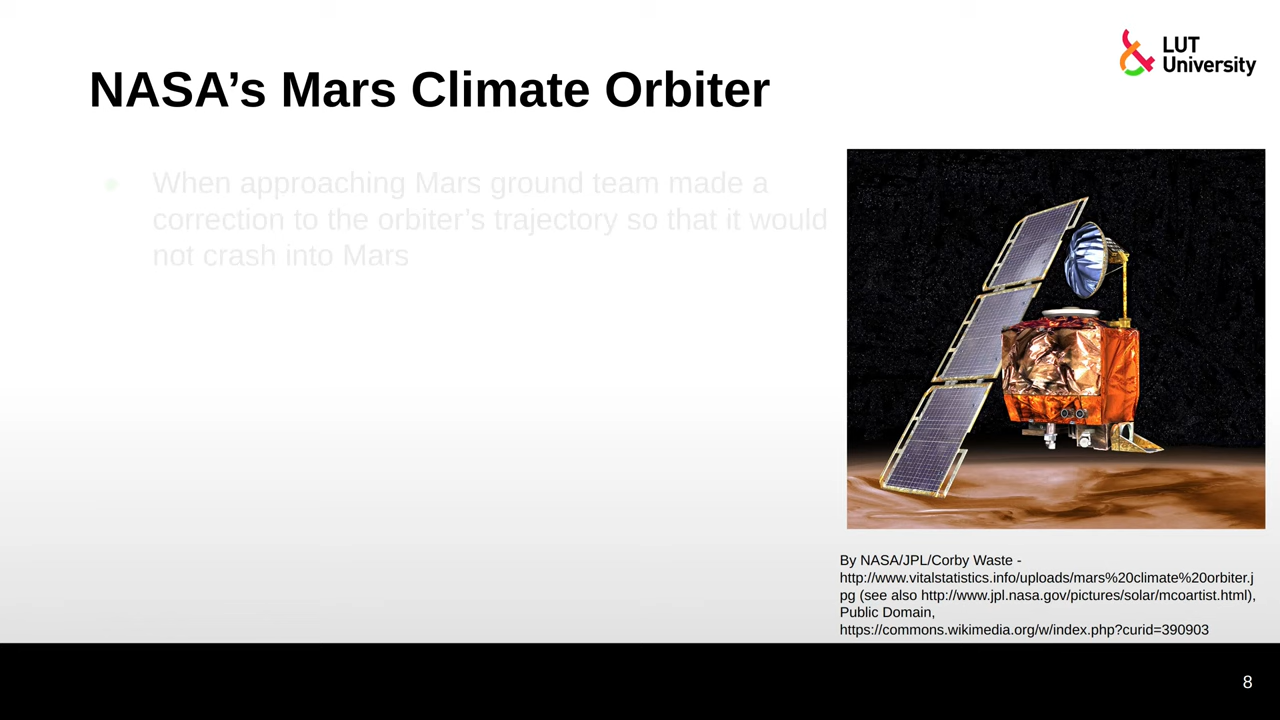 LUT
University
NASA’s Mars Climate Orbiter
● When approaching Mars ground team made a
correction to the orbiter’s trajectory so that it would
not crash into Mars
By NASA/JPL/Corby Waste -
http://www.vitalstatistics.info/uploads/mars%20climate%20orbiter.j
pg (see also http://www.jpl.nasa.gov/pictures/solar/mcoartist.html),
Public Domain,
https://commons.wikimedia.org/w/index.php?curid=390903
8